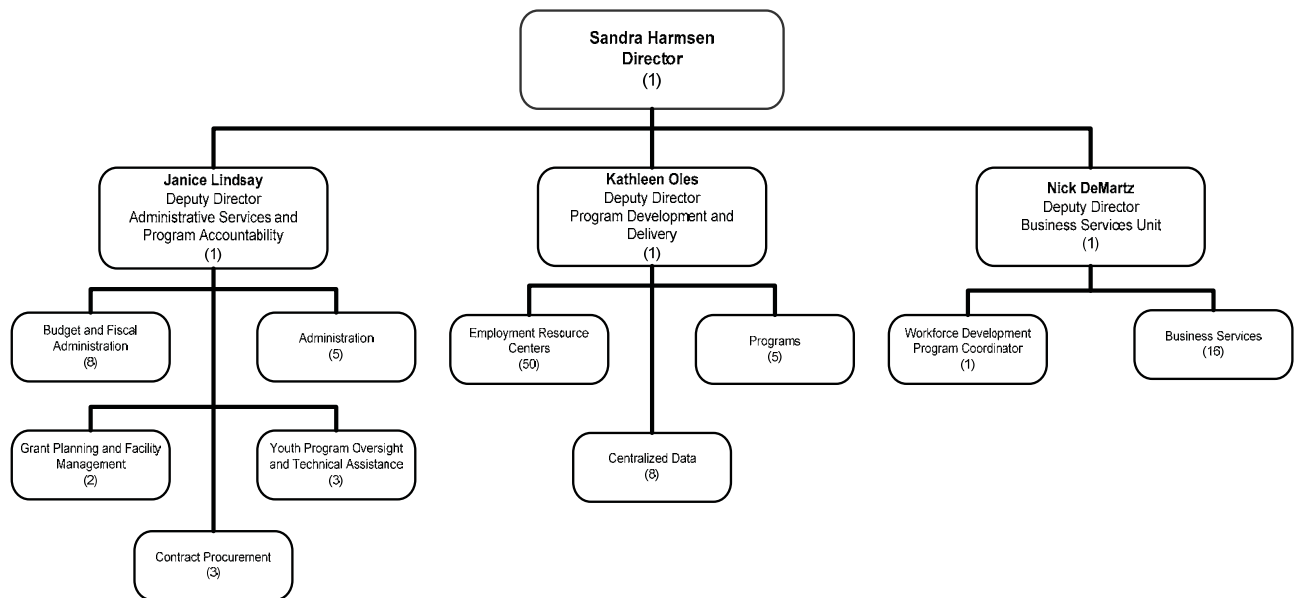 Sandra Harmsen
Director
(1)
Janice Lindsay
Deputy Director
Administrative Services and
Program Accountability
(1)
Kathleen Oles
Deputy Director
Program Development and
Delivery
(1)
Nick DeMartz
Deputy Director
Business Services Unit
(1)
Budget and Fiscal
Administration
(8)
Administration
(5)
Employment Resource
Centers
(50)
Programs
(5)
Workforce Development
Program Coordinator
(1)
Business Services
(16)
Grant Planning and Facility
Management
(2)
Youth Program Oversight
and Technical Assistance
(3)
Centralized Data
(8)
Contract Procurement
(3)